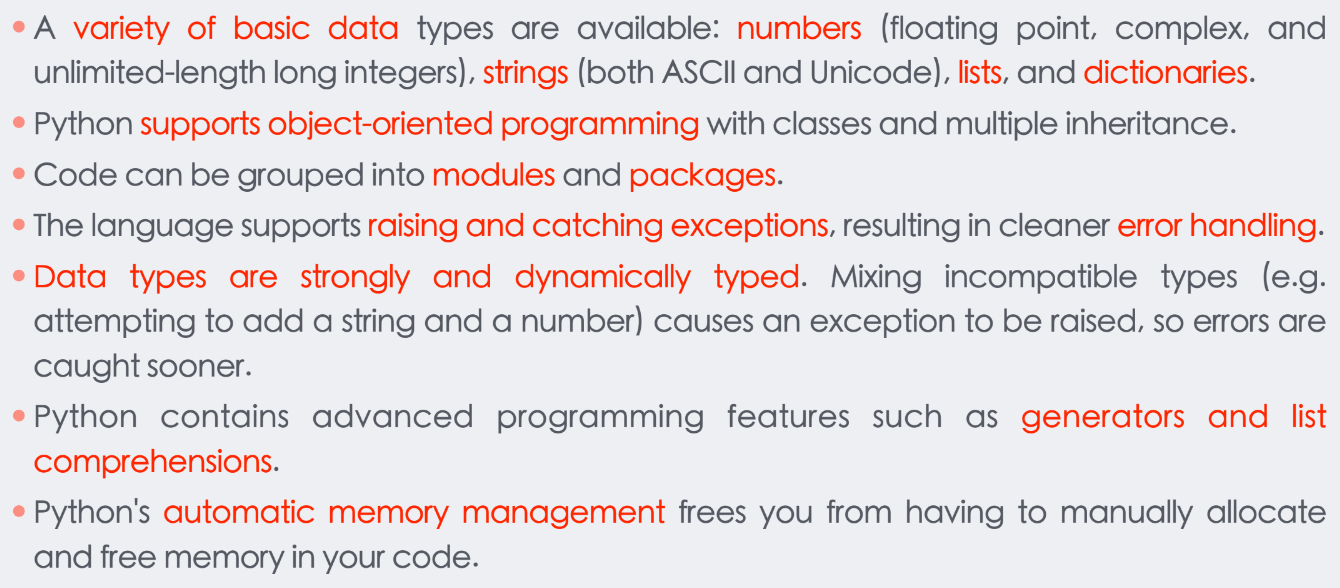 • A variety of basic data types are available: numbers (floating point, complex, and
unlimited-length long integers), strings (both ASCII and Unicode), lists, and dictionaries.
• Python supports object-oriented programming with classes and multiple inheritance.
• Code can be grouped into modules and packages.
• The language supports raising and catching exceptions, resulting in cleaner error handling.
• Data types are strongly and dynamically typed. Mixing incompatible types (e.g.
attempting to add a string and a number) causes an exception to be raised, so errors are
caught sooner.
• Python contains advanced programming features such as generators and list
comprehensions.
• Python's automatic memory management frees you from having to manually allocate
and free memory in your code.